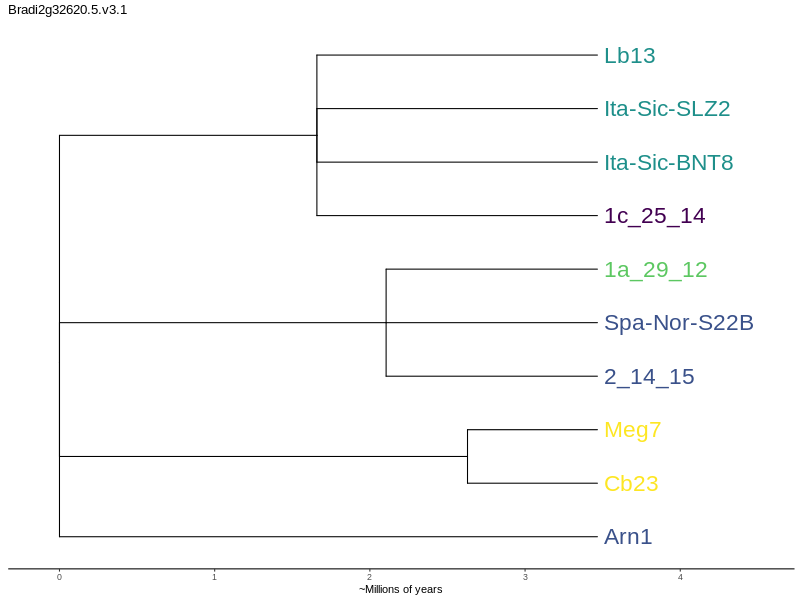 Bradi2g32620.5.v3.1
Lb13
Ita-Sic-SLZ2
Ita-Sic-BNT8
1c_25_14
1a_29_12
Spa-Nor-S22B
2_14_15
Meg7
Cb23
Arn1
0 1 2 3 4
~Millions of years